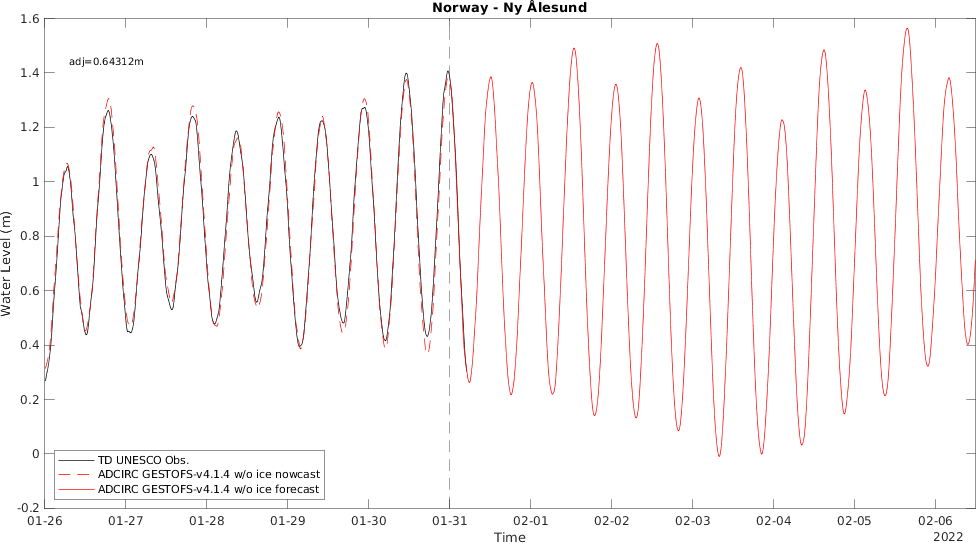 Norway - Ny Ålesund
adj=0.64312m
1.6
1.4
1.2
1
0.8
0.6
0.4
0.2
0
-0.2
Water Level (m)
TD UNESCO Obs.
ADCIRC GESTOFS-v4.1.4 w/o ice nowcast
ADCIRC GESTOFS-v4.1.4 w/o ice forecast
01-26 01-27 01-28 01-29 01-30 01-31 02-01 02-02 02-03 02-04 02-05 02-06
Time
2022